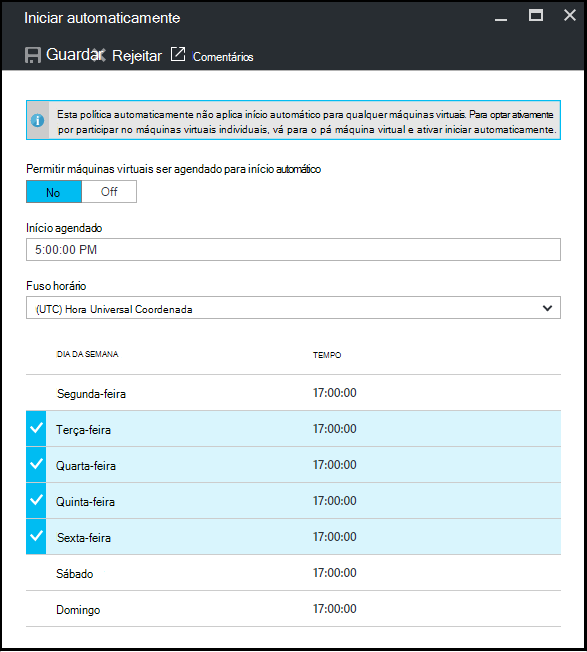 Iniciar automaticamente
Guardar Rejeitar Comentários
Esta política automaticamente não aplica início automático para qualquer máquinas virtuais. Para optar ativamente
por participar no máquinas virtuais individuais, vá para o pá máquina virtual e ativar iniciar automaticamente.
Permitir máquinas virtuais ser agendado para início automático
No Off
Início agendado
5:00:00 PM
Fuso horário
(UTC) Hora Universal Coordenada
DIA DA SEMANA TEMPO
Segunda-feira 17:00:00
Terça-feira 17:00:00
Quarta-feira 17:00:00
Quinta-feira 17:00:00
Sexta-feira 17:00:00
Sábado 17:00:00
Domingo 17:00:00